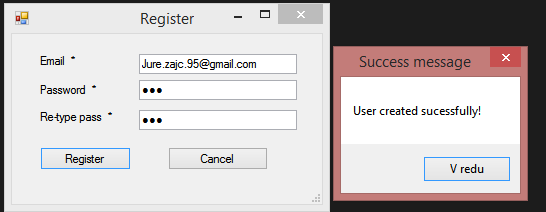 Register
Email *
Jure.zajc.95@gmail.com
Password *
Re-type pass *
Register
Cancel
Success message
User created sucessfully!
V redu